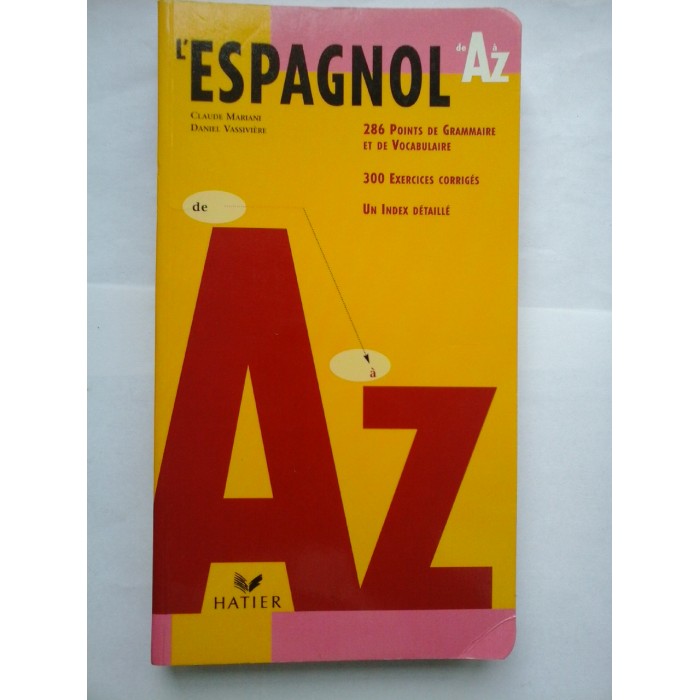 L'ESPAGNOL de A à Z
CLAUDE MARIANI
DANIEL VASSIVIÈRE
286 POINTS DE GRAMMAIRE
ET DE VOCABULAIRE
300 EXERCICES CORRIGÉS
UN INDEX DÉTAILLÉ
de
A
à
Z
HATIER